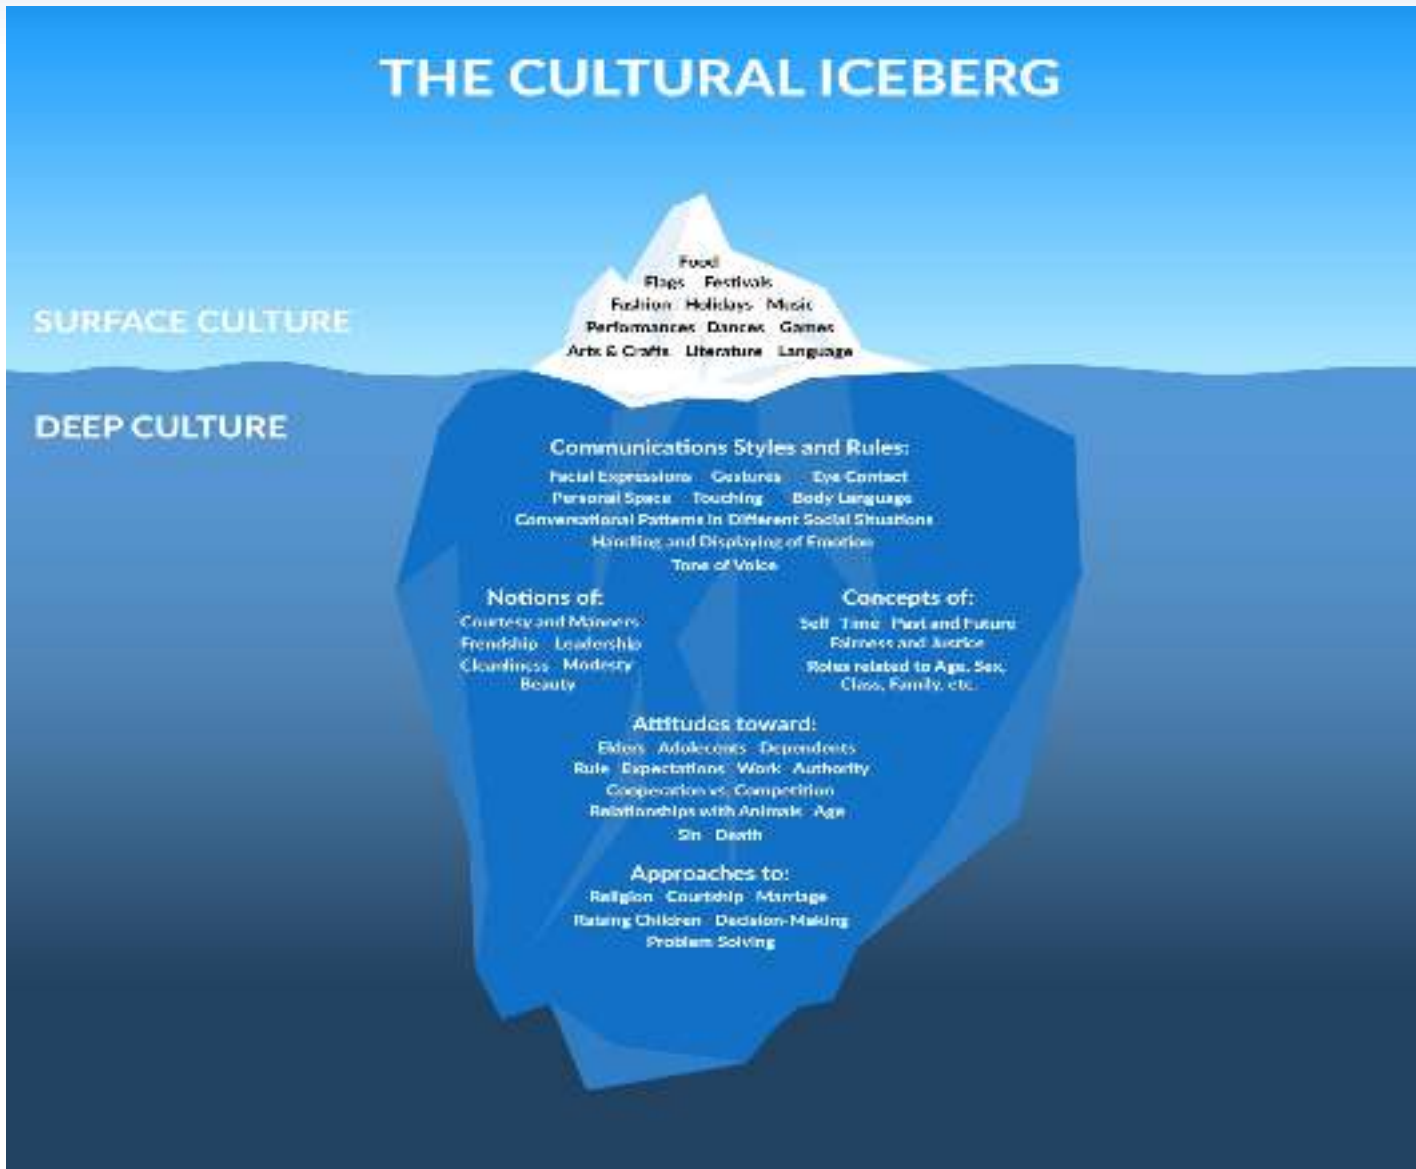 THE CULTURAL ICEBERG
Food
Flags Festivals
Fashion Holidays Music
Performances Dances Games
Arts & Crafts Literature Language
SURFACE CULTURE
DEEP CULTURE
Communications Styles and Rules:
Facial Expressions Gestures Eye Contact
Personal Space Touching Body Language
Conversational Patterns in Different Social Situations
Handling and Displaying of Emotion
Tone of Voice
Notions of:
Courtesy and Manners
Frendship Leadership
Cleanliness Modesty
Beauty
Concepts of:
Self Time Past and Future
Fairness and Justice
Roles related to Age, Sex,
Class, Family, etc.
Attitudes toward:
Elders Adolecents Dependents
Rule Expectations Work Authority
Cooperation vs. Competition
Relationships with Animals Age
Sin Death
Approaches to:
Religion Courtship Marriage
Raising Children Decision-Making
Problem Solving